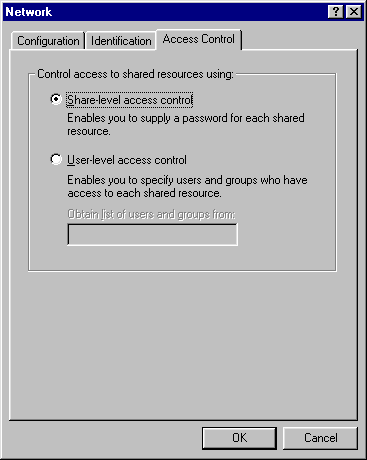 Network
Configuration Identification Access Control
Control access to shared resources using:
Share-level access control
Enables you to supply a password for each shared
resource.
User-level access control
Enables you to specify users and groups who have
access to each shared resource.
Obtain list of users and groups from:
OK Cancel